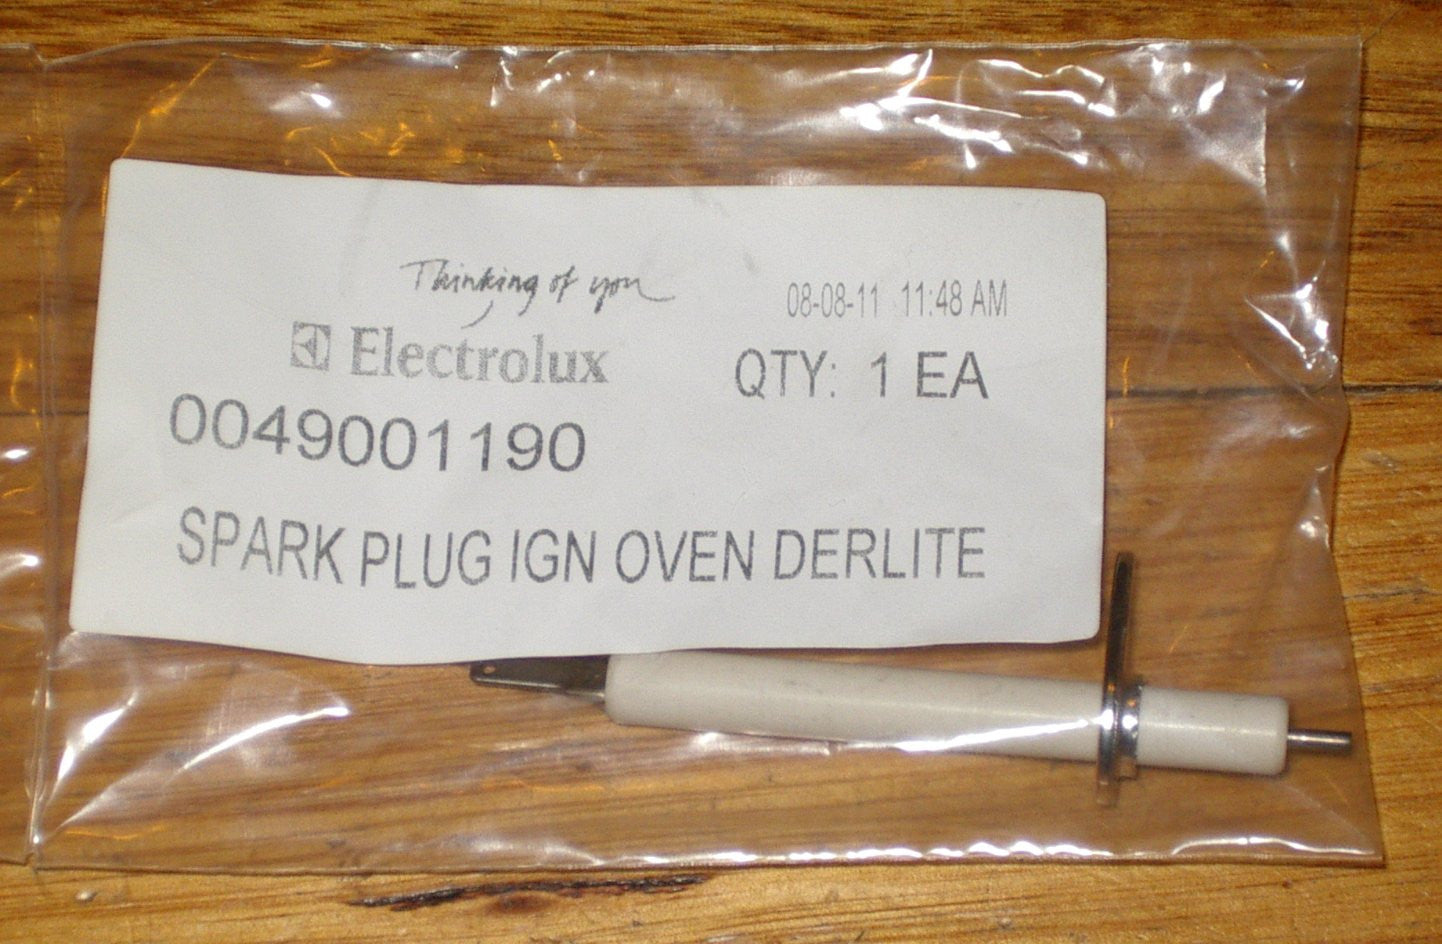 Thinking of you
Electrolux
08-08-11 11:48 AM
QTY: 1 EA
0049001190
SPARK PLUG IGN OVEN DERLITE